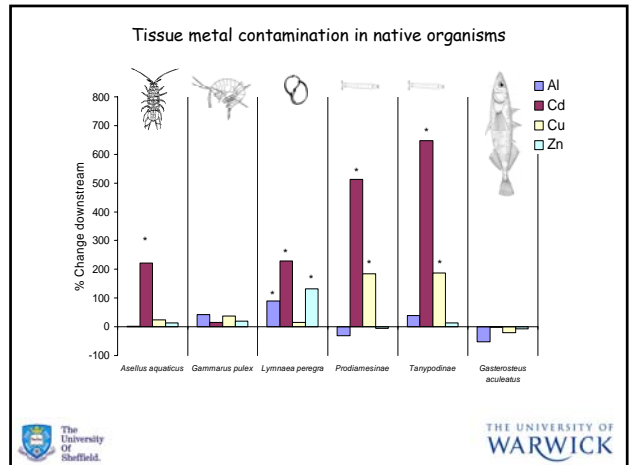 Tissue metal contamination in native organisms
% Change downstream
800
700
600
500
400
300
200
100
0
-100
* * * * * * * *
Al
Cd
Cu
Zn
Asellus aquaticus Gammarus pulex Lymnaea peregra Prodiamesinae Tanypodinae Gasterosteus
aculeatus
The
University
Of
Sheffield.
THE UNIVERSITY OF
WARWICK